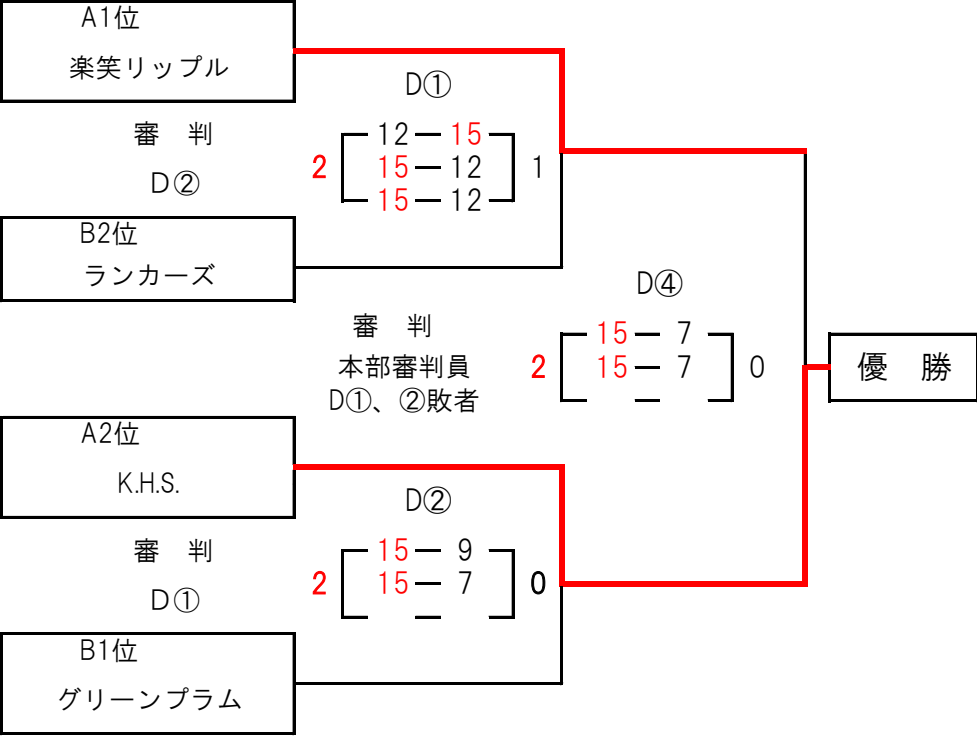 A1位
楽笑リップル
D①
審　判
D②
12 ― 15
2 15 ― 12 1
15 ― 12
B2位
ランカーズ
D④
審　判
本部審判員
D①、②敗者
15 ― 7
2 15 ― 7 0
―
優　勝
A2位
K.H.S.
D②
審　判
D①
15 ― 9
2 15 ― 7 0
―
B1位
グリーンプラム